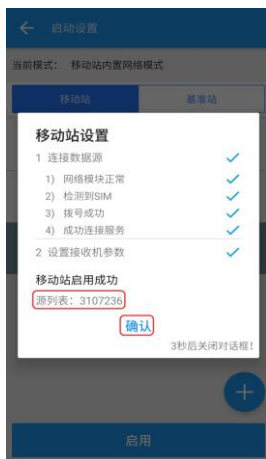 启动设置
当前模式： 移动站内置网络模式
移动站 基准站
移动站设置
1 连接数据源
1) 网络模块正常
2) 检测到SIM
3) 拨号成功
4) 成功连接服务
2 设置接收机参数
移动站启用成功
源列表：3107236
确认
3秒后关闭对话框!
启用